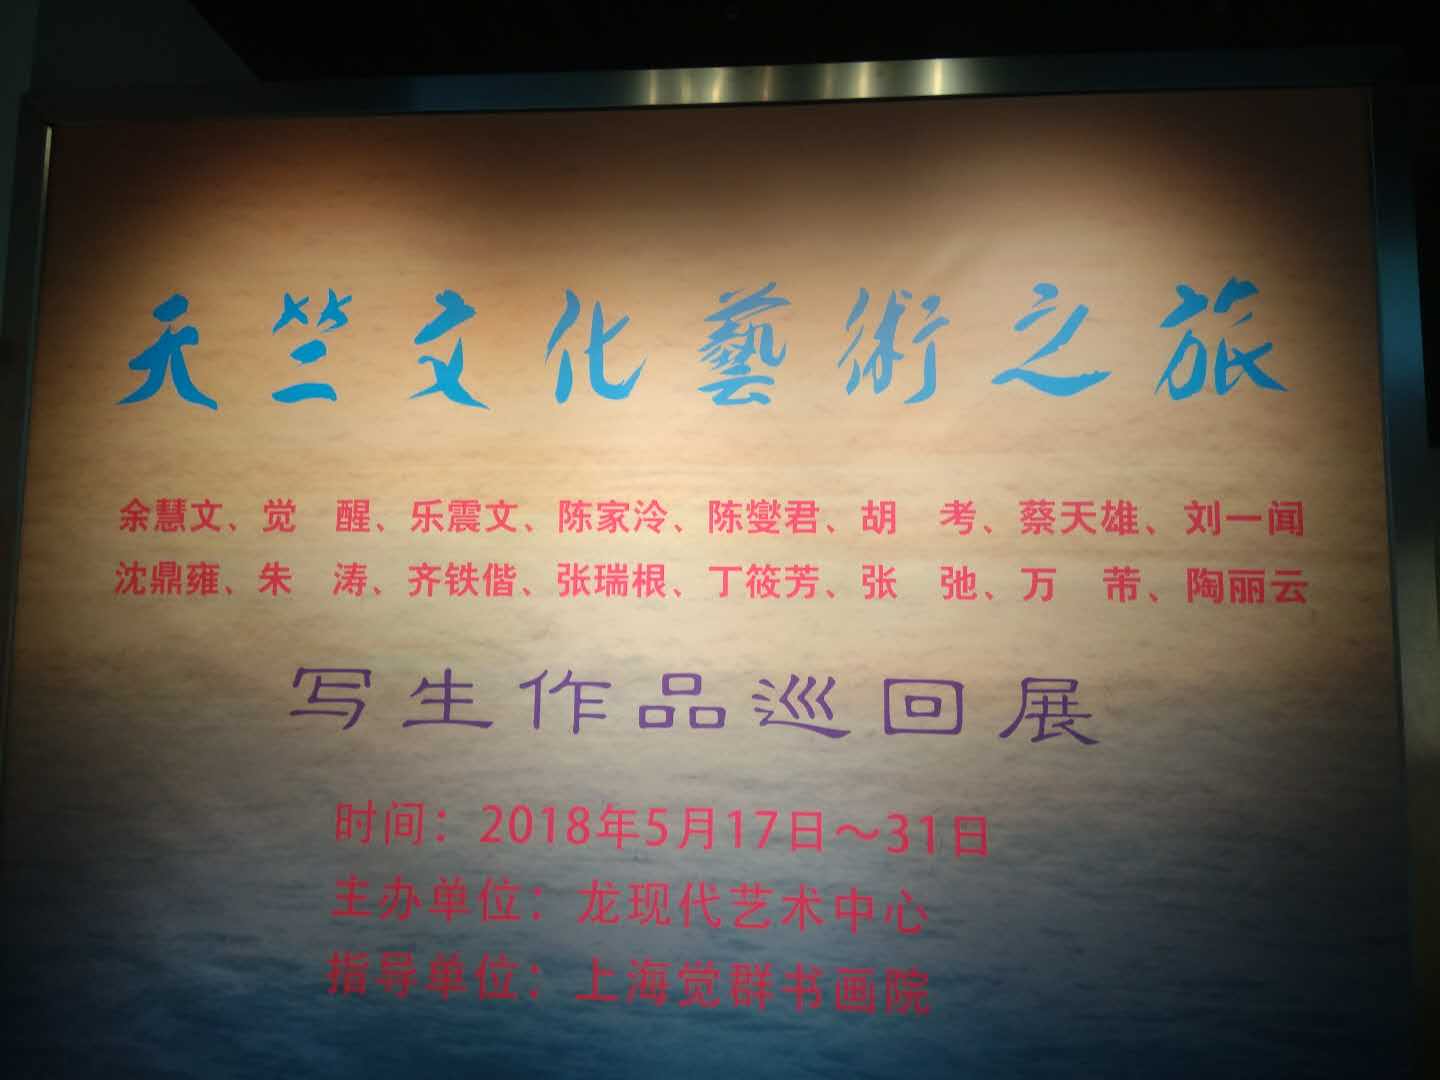 天竺文化藝術之旅
余慧文、觉　醒、乐震文、陈家泠、陈燮君、胡　考、蔡天雄、刘一闻
沈鼎雍、朱　涛、齐铁偕、张瑞根、丁筱芳、张　弛、万　芾、陶丽云
写生作品巡回展
时间：2018年5月17日～31日
主办单位：龙现代艺术中心
指导单位：上海觉群书画院